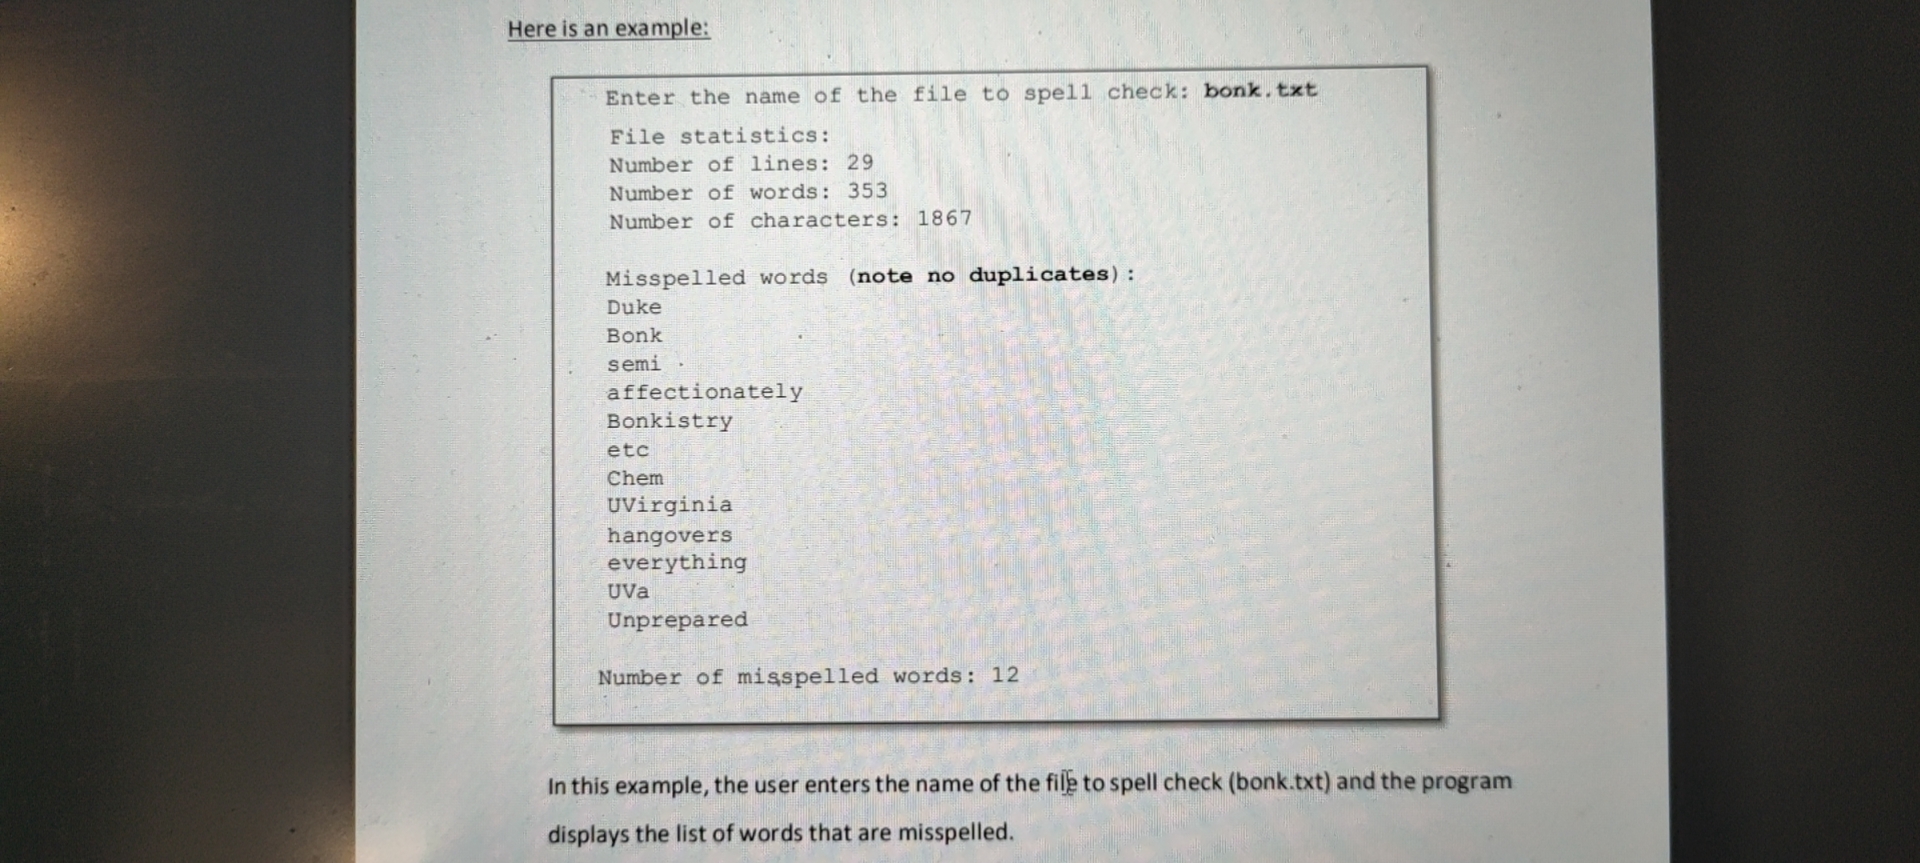 Here is an example:
Enter the name of the file to spell check: bonk.txt
File statistics:
Number of lines: 29
Number of words: 353
Number of characters: 1867
Misspelled words (note no duplicates):
Duke
Bonk
semi
affectionately
Bonkistry
etc
Chem
UVirginia
hangovers
everything
UVa
Unprepared
Number of misspelled words: 12
In this example, the user enters the name of the file to spell check (bonk.txt) and the program
displays the list of words that are misspelled.